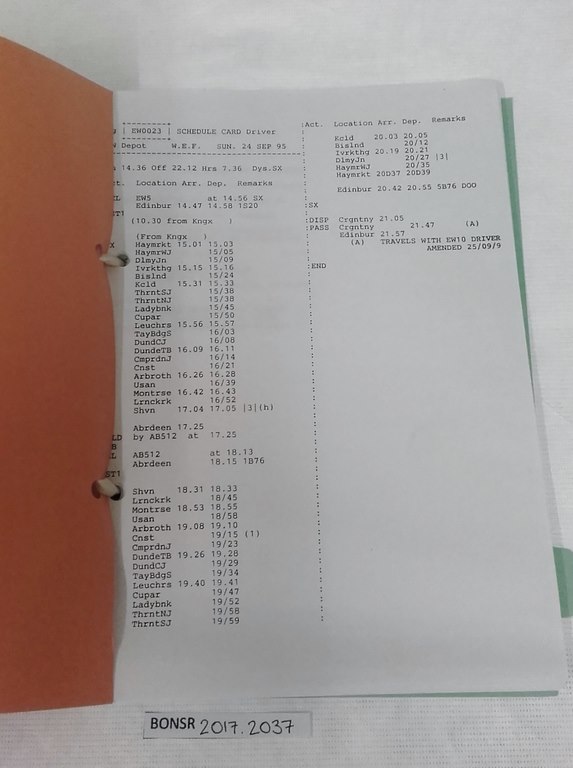 | EW0023 | SCHEDULE CARD Driver
Depot W.E.F. SUN. 24 SEP 95
14.36 Off 22.12 Hrs 7.36 Dys.SX
Location Arr. Dep. Remarks
EW5 at 14.56 SX
Edinbur 14.47 14.58 1S20
(10.30 from Kngx )
(From Kngx )
Haymrkt 15.01 15.03
HaymrWJ 15/05
DlmyJn 15/09
Ivrkthg 15.15 15.16
Bislnd 15/24
Kcld 15.31 15.33
ThrntSJ 15/38
ThrntNJ 15/38
Ladybnk 15/45
Cupar 15/50
Leuchrs 15.56 15.57
TayBdgS 16/03
DundCJ 16/08
DundeTB 16.09 16.11
CmprdnJ 16/14
Cnst 16/21
Arbroth 16.26 16.28
Usan 16/39
Montrse 16.42 16.43
Lrnckrk 16/52
Shvn 17.04 17.05 |3|(h)
Abrdeen 17.25
LD by AB512 at 17.25
AB512 at 18.13
Abrdeen 18.15 1B76
Shvn 18.31 18.33
Lrnckrk 18/45
Montrse 18.53 18.55
Usan 18/58
Arbroth 19.08 19.10
Cnst 19/15 (1)
CmprdnJ 19/23
DundeTB 19.26 19.28
DundCJ 19/29
TayBdgS 19/34
Leuchrs 19.40 19.41
Cupar 19/47
Ladybnk 19/52
ThrntNJ 19/58
ThrntSJ 19/59
:Act. Location Arr. Dep. Remarks
Kcld 20.03 20.05
Bislnd 20/12
Ivrkthg 20.19 20.21
DlmyJn 20/27 |3|
HaymrWJ 20/35
Haymrkt 20D37 20D39
Edinbur 20.42 20.55 5B76 DOO
:SX
:DISP Crgntny 21.05
:PASS Crgntny 21.47 (A)
Edinbur 21.57
(A) TRAVELS WITH EW10 DRIVER
AMENDED 25/09/9
:END
BONSR 2017.2037